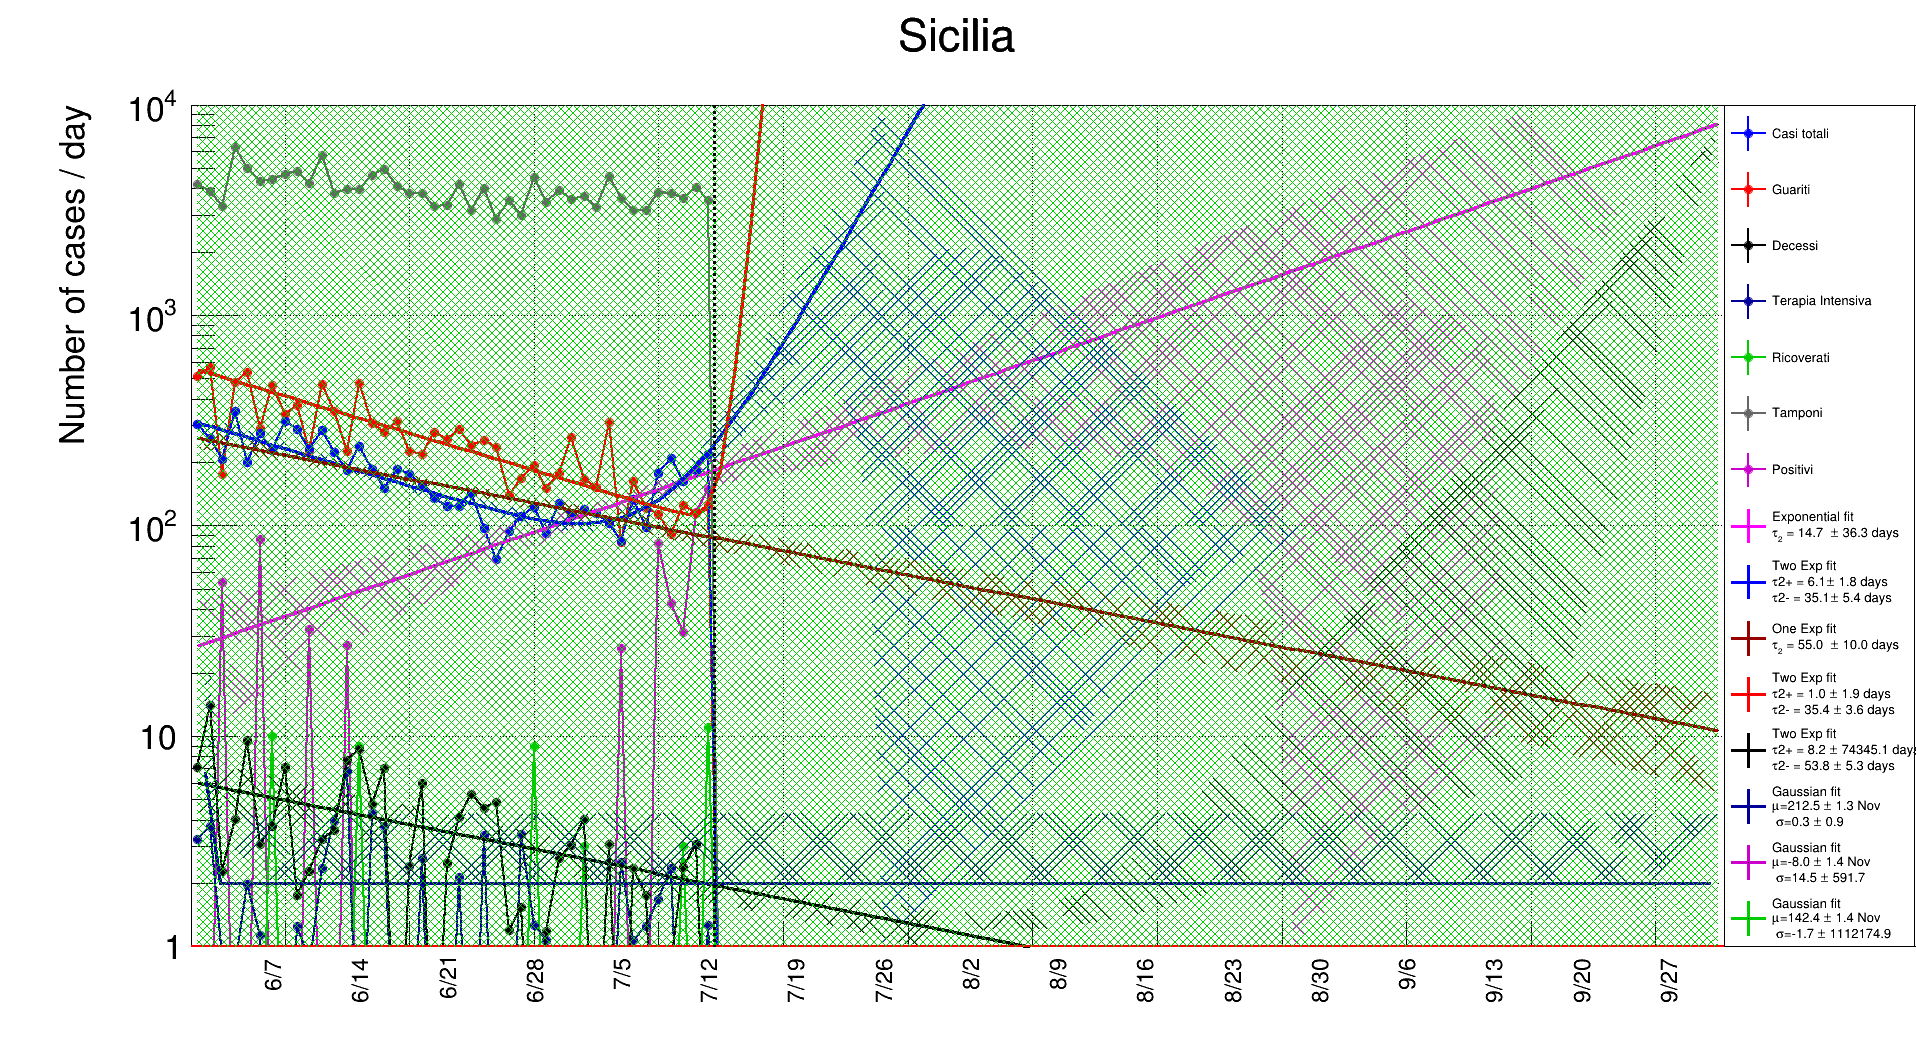 Sicilia
Number of cases / day
10⁴
10³
10²
10
1
6/7
6/14
6/21
6/28
7/5
7/12
7/19
7/26
8/2
8/9
8/16
8/23
8/30
9/6
9/13
9/20
9/27
Casi totali
Guariti
Decessi
Terapia Intensiva
Ricoverati
Tamponi
Positivi
Exponential fit
τ₂ = 14.7 ± 36.3 days
Two Exp fit
τ2+ = 6.1± 1.8 days
τ2- = 35.1± 5.4 days
One Exp fit
τ₂ = 55.0 ± 10.0 days
Two Exp fit
τ2+ = 1.0 ± 1.9 days
τ2- = 35.4 ± 3.6 days
Two Exp fit
τ2+ = 8.2 ± 74345.1 days
τ2- = 53.8 ± 5.3 days
Gaussian fit
μ=212.5 ± 1.3 Nov
σ=0.3 ± 0.9
Gaussian fit
μ=-8.0 ± 1.4 Nov
σ=14.5 ± 591.7
Gaussian fit
μ=142.4 ± 1.4 Nov
σ=-1.7 ± 1112174.9